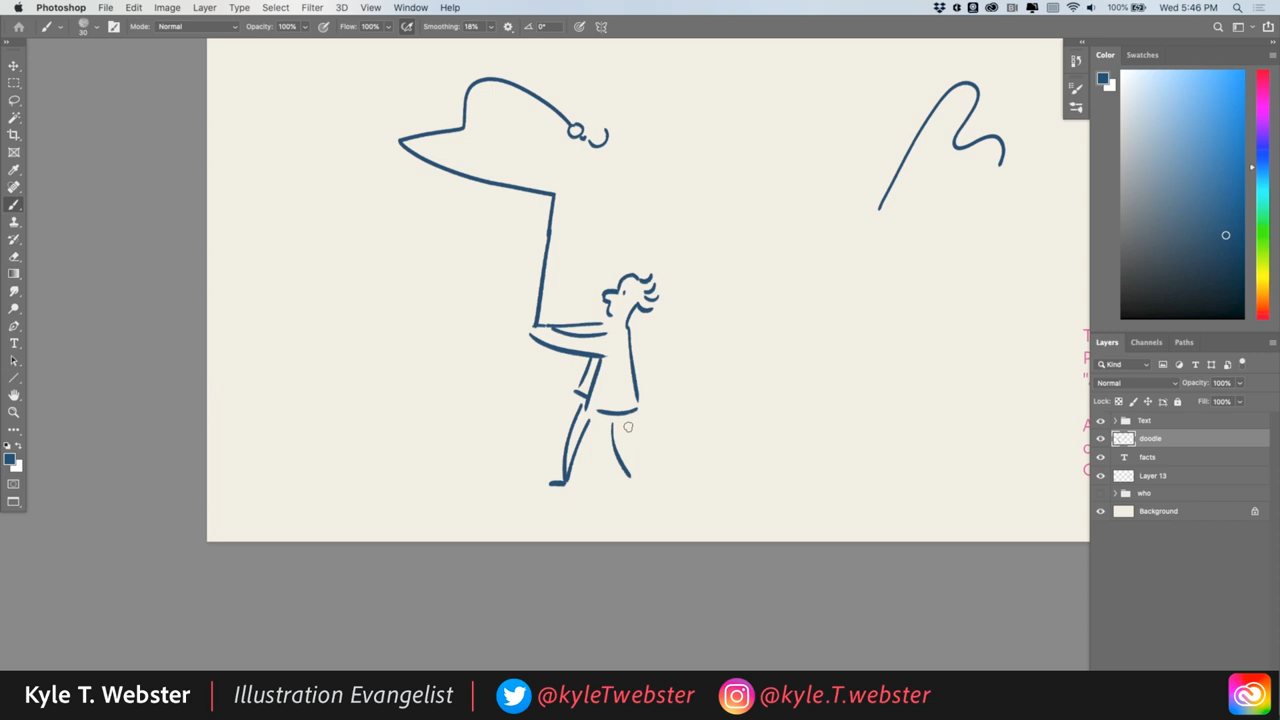 Photoshop File Edit Image Layer Type Select Filter 3D View Window Help 100% Wed 5:46 PM
30 Mode: Normal Opacity: 100% Flow: 100% Smoothing: 18% 0°
Color Swatches
Layers Channels Paths
Kind
Normal Opacity: 100%
Lock: Fill: 100%
Text
doodle
T facts
Layer 13
who
Background
Kyle T. Webster | Illustration Evangelist @kyleTwebster @kyle.T.webster